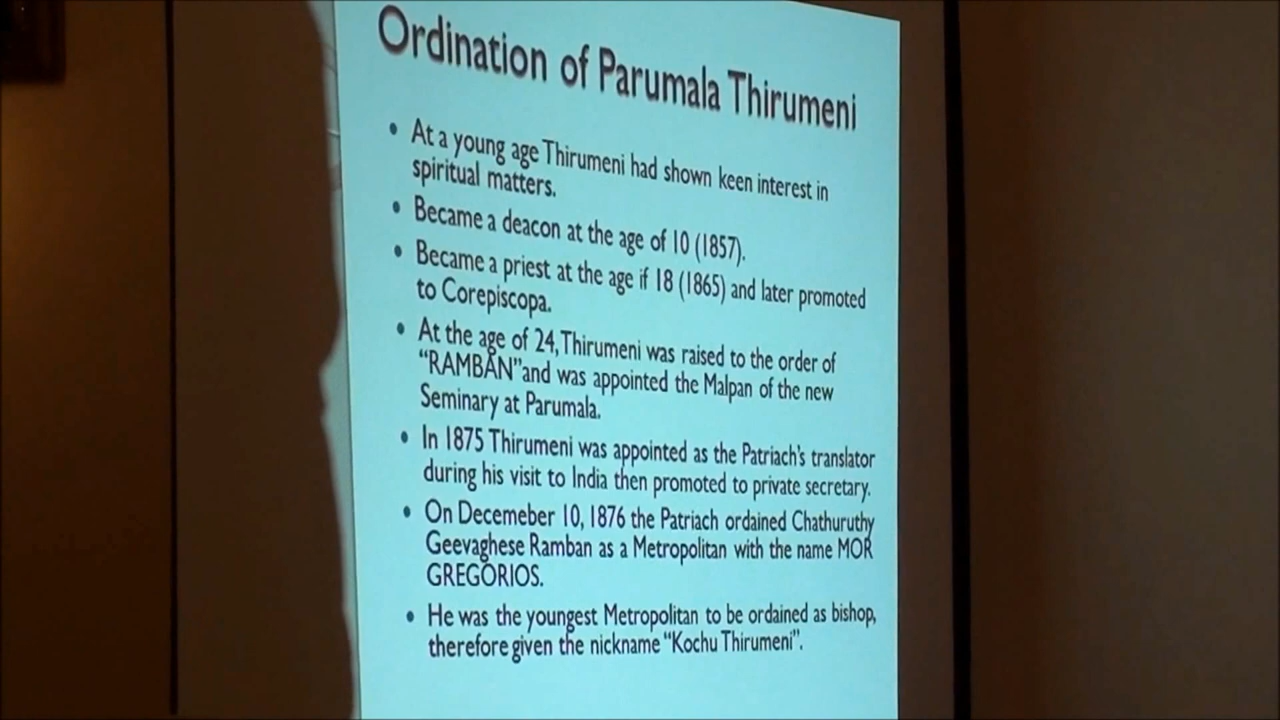 Ordination of Parumala Thirumeni
• At a young age Thirumeni had shown keen interest in
spiritual matters.
• Became a deacon at the age of 10 (1857).
• Became a priest at the age if 18 (1865) and later promoted
to Corepiscopa.
• At the age of 24, Thirumeni was raised to the order of
“RAMBAN”and was appointed the Malpan of the new
Seminary at Parumala.
• In 1875 Thirumeni was appointed as the Patriach's translator
during his visit to India then promoted to private secretary.
• On Decemeber 10, 1876 the Patriach ordained Chathuruthy
Geevaghese Ramban as a Metropolitan with the name MOR
GREGORIOS.
• He was the youngest Metropolitan to be ordained as bishop,
therefore given the nickname “Kochu Thirumeni”.